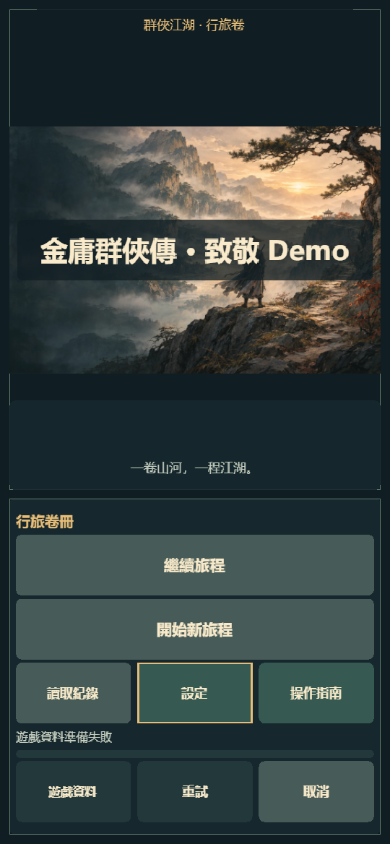 群俠江湖·行旅卷
金庸群俠傳·致敬 Demo
一卷山河，一程江湖。
行旅卷冊
繼續旅程
開始新旅程
讀取紀錄
設定
操作指南
遊戲資料準備失敗
遊戲資料
重試
取消